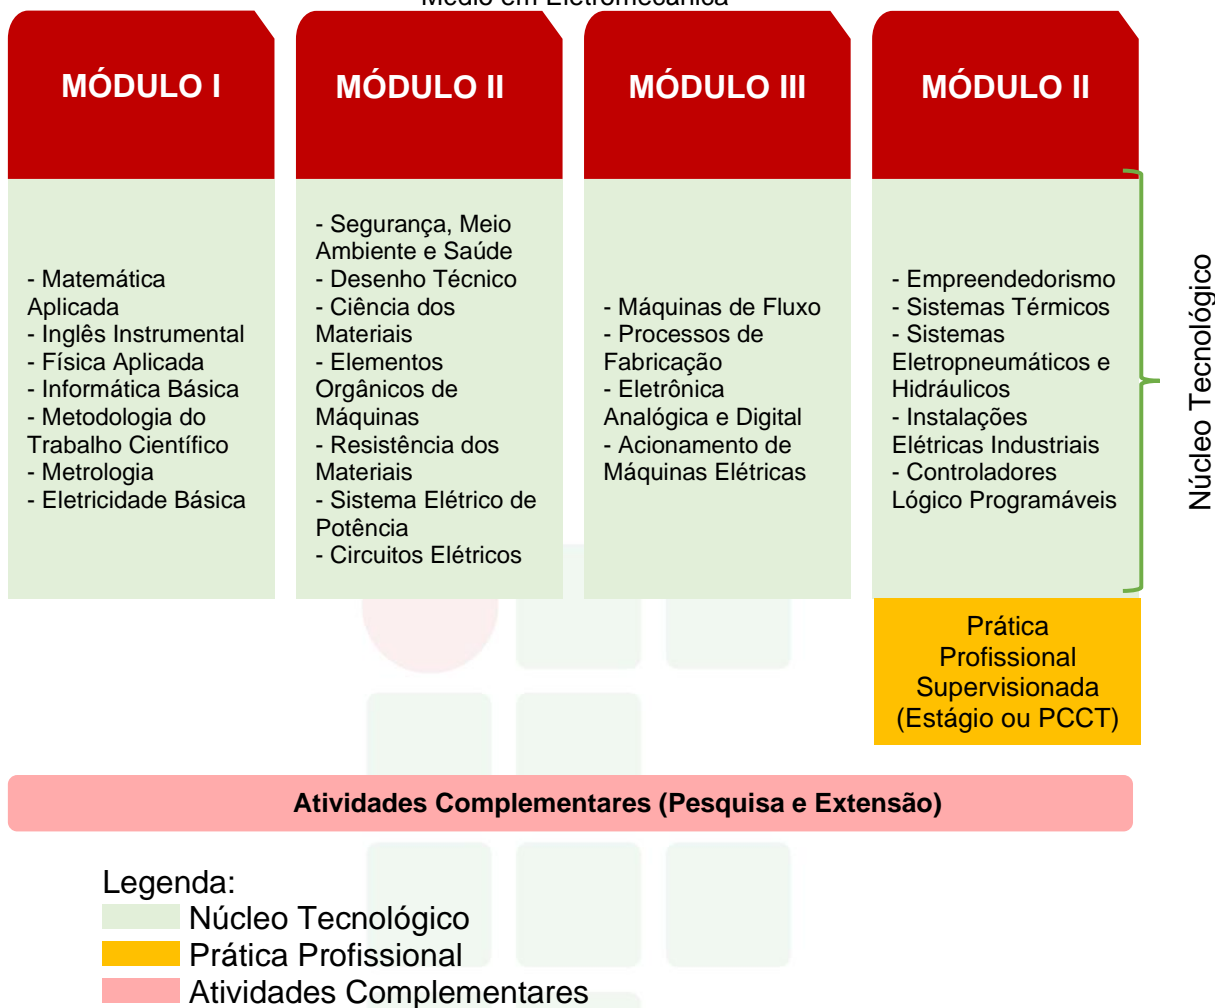 Médio em Eletromecânica
MÓDULO I
- Matemática
Aplicada
- Inglês Instrumental
- Física Aplicada
- Informática Básica
- Metodologia do
Trabalho Científico
- Metrologia
- Eletricidade Básica
MÓDULO II
- Segurança, Meio
Ambiente e Saúde
- Desenho Técnico
- Ciência dos
Materiais
- Elementos
Orgânicos de
Máquinas
- Resistência dos
Materiais
- Sistema Elétrico de
Potência
- Circuitos Elétricos
MÓDULO III
- Máquinas de Fluxo
- Processos de
Fabricação
- Eletrônica
Analógica e Digital
- Acionamento de
Máquinas Elétricas
MÓDULO II
- Empreendedorismo
- Sistemas Térmicos
- Sistemas
Eletropneumáticos e
Hidráulicos
- Instalações
Elétricas Industriais
- Controladores
Lógico Programáveis
Núcleo Tecnológico
Prática
Profissional
Supervisionada
(Estágio ou PCCT)
Atividades Complementares (Pesquisa e Extensão)
Legenda:
Núcleo Tecnológico
Prática Profissional
Atividades Complementares